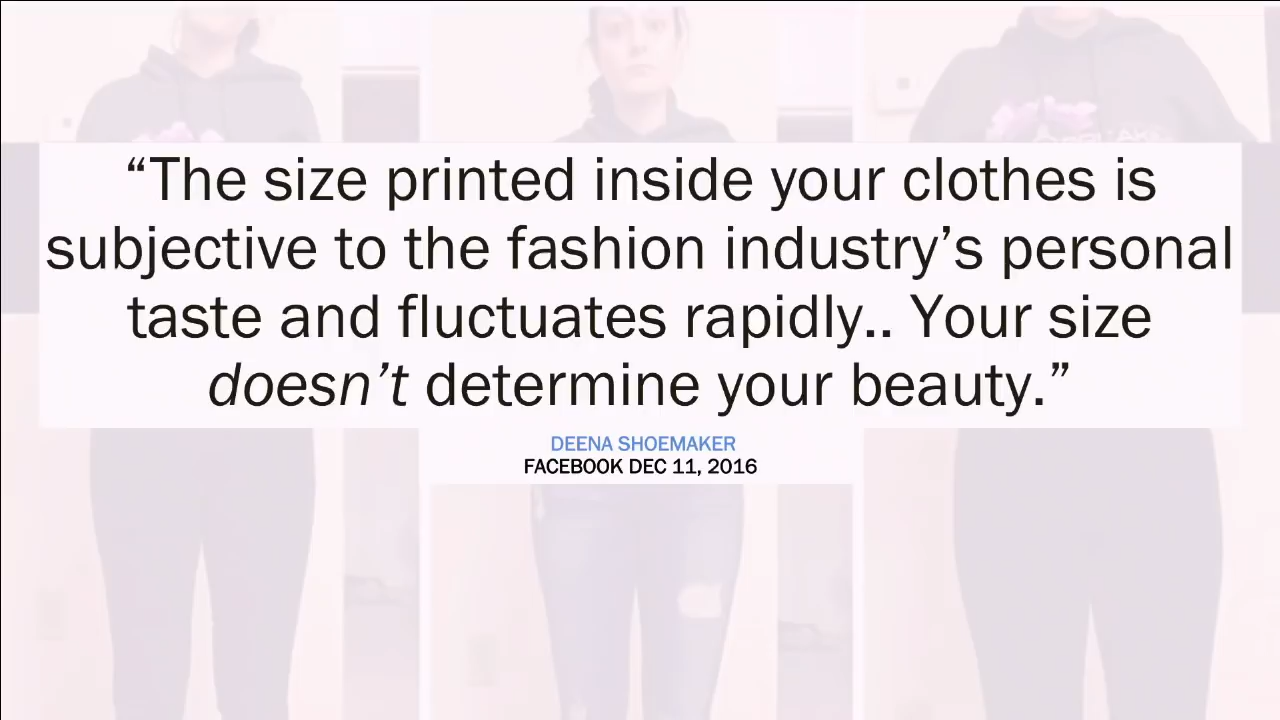 “The size printed inside your clothes is
subjective to the fashion industry’s personal
taste and fluctuates rapidly.. Your size
doesn’t determine your beauty.”
DEENA SHOEMAKER
FACEBOOK DEC 11, 2016